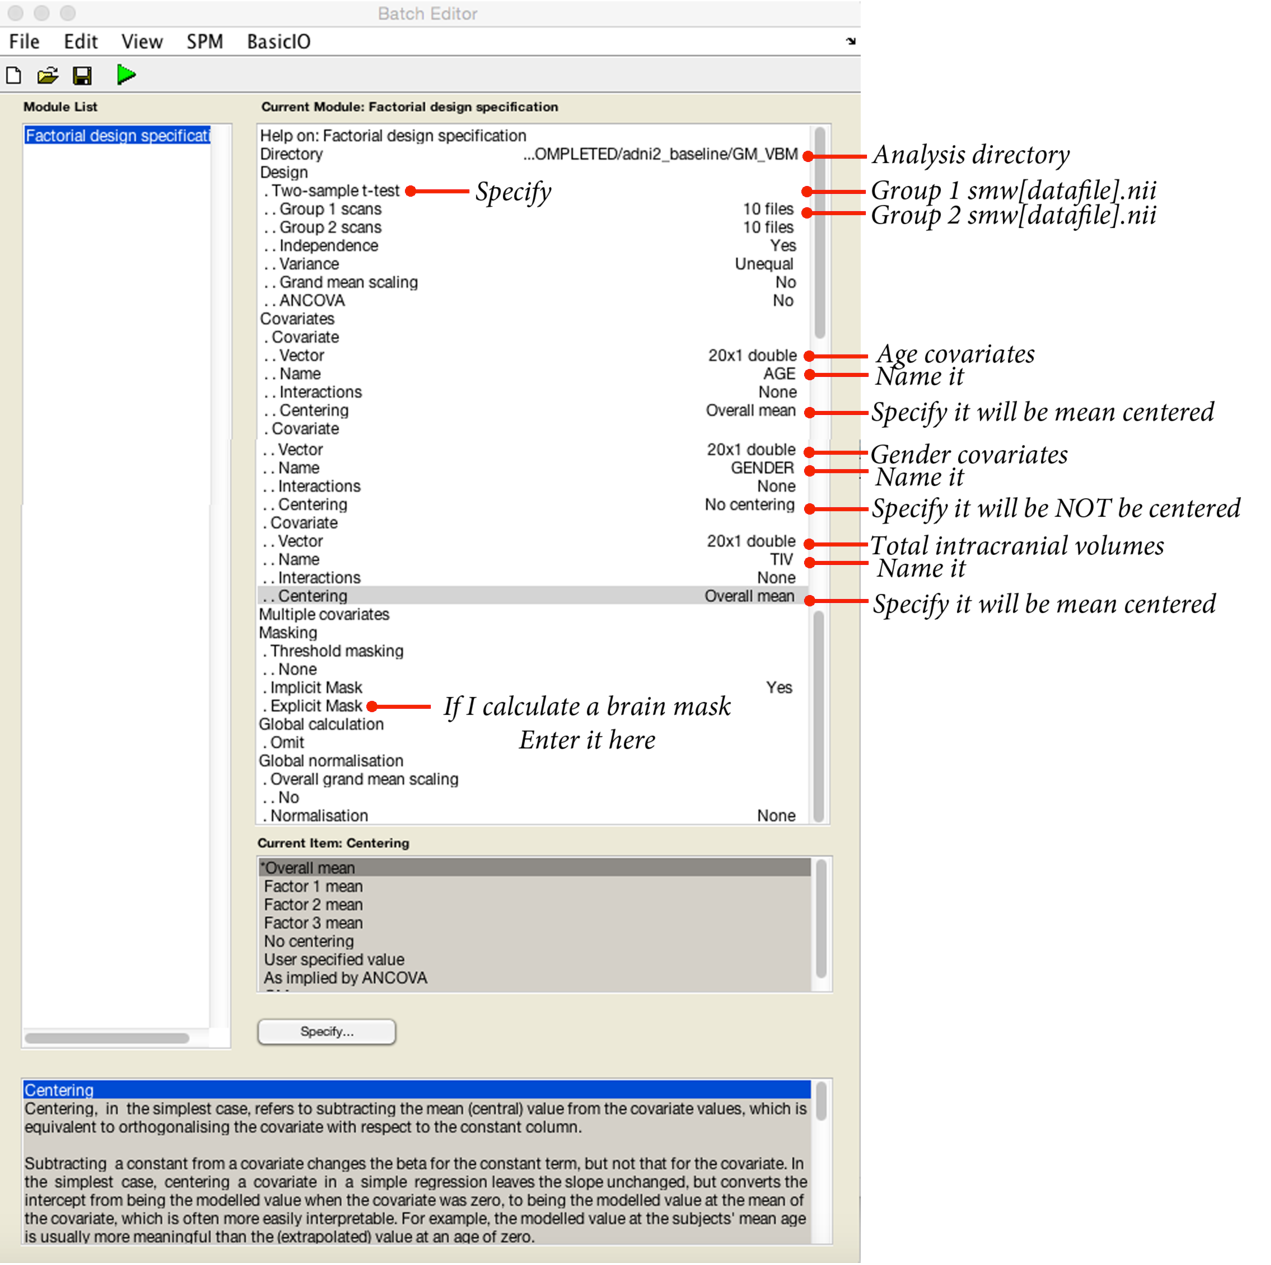 Batch Editor
File Edit View SPM BasicIO
Module List
Current Module: Factorial design specification
Factorial design specificati
Help on: Factorial design specification
Directory ...OMPLETED/adni2_baseline/GM_VBM Analysis directory
Design
. Two-sample t-test Specify Group 1 smw[datafile].nii
. . Group 1 scans 10 files Group 2 smw[datafile].nii
. . Group 2 scans 10 files
. . Independence Yes
. . Variance Unequal
. . Grand mean scaling No
. . ANCOVA No
Covariates
. Covariate
. . Vector 20x1 double Age covariates
. . Name AGE Name it
. . Interactions None
. . Centering Overall mean Specify it will be mean centered
. Covariate
. . Vector 20x1 double Gender covariates
. . Name GENDER Name it
. . Interactions None
. . Centering No centering Specify it will be NOT be centered
. Covariate
. . Vector 20x1 double Total intracranial volumes
. . Name TIV Name it
. . Interactions None
. . Centering Overall mean Specify it will be mean centered
Multiple covariates
Masking
. Threshold masking
. . None
. Implicit Mask Yes
. Explicit Mask If I calculate a brain mask
Global calculation
. Omit Enter it here
Global normalisation
. Overall grand mean scaling
. . No
. Normalisation None
Current Item: Centering
*Overall mean
Factor 1 mean
Factor 2 mean
Factor 3 mean
No centering
User specified value
As implied by ANCOVA
Specify...
Centering
Centering, in the simplest case, refers to subtracting the mean (central) value from the covariate values, which is
equivalent to orthogonalising the covariate with respect to the constant column.
Subtracting a constant from a covariate changes the beta for the constant term, but not that for the covariate. In
the simplest case, centering a covariate in a simple regression leaves the slope unchanged, but converts the
intercept from being the modelled value when the covariate was zero, to being the modelled value at the mean of
the covariate, which is often more easily interpretable. For example, the modelled value at the subjects' mean age
is usually more meaningful than the (extrapolated) value at an age of zero.